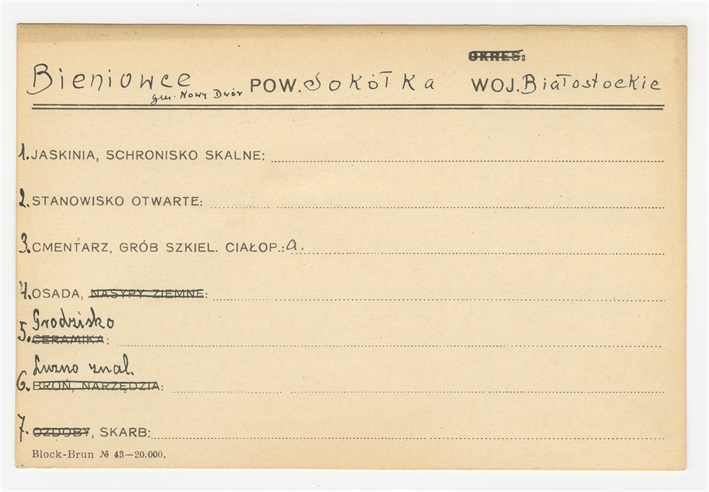 OKRES:
Bieniowce POW. Sokółka WOJ. Białostockie
gm. Nowy Dwór
1. JASKINIA, SCHRONISKO SKALNE:
2. STANOWISKO OTWARTE:
3. CMENTARZ, GRÓB SZKIEL. CIAŁOP.: a.
4. OSADA, NASYPY ZIEMNE:
Grodzisko
5. CERAMIKA:
Luzno znal.
6. BROŃ, NARZĘDZIA:
7. OZDOBY, SKARB:
Block-Brun № 43—20.000.